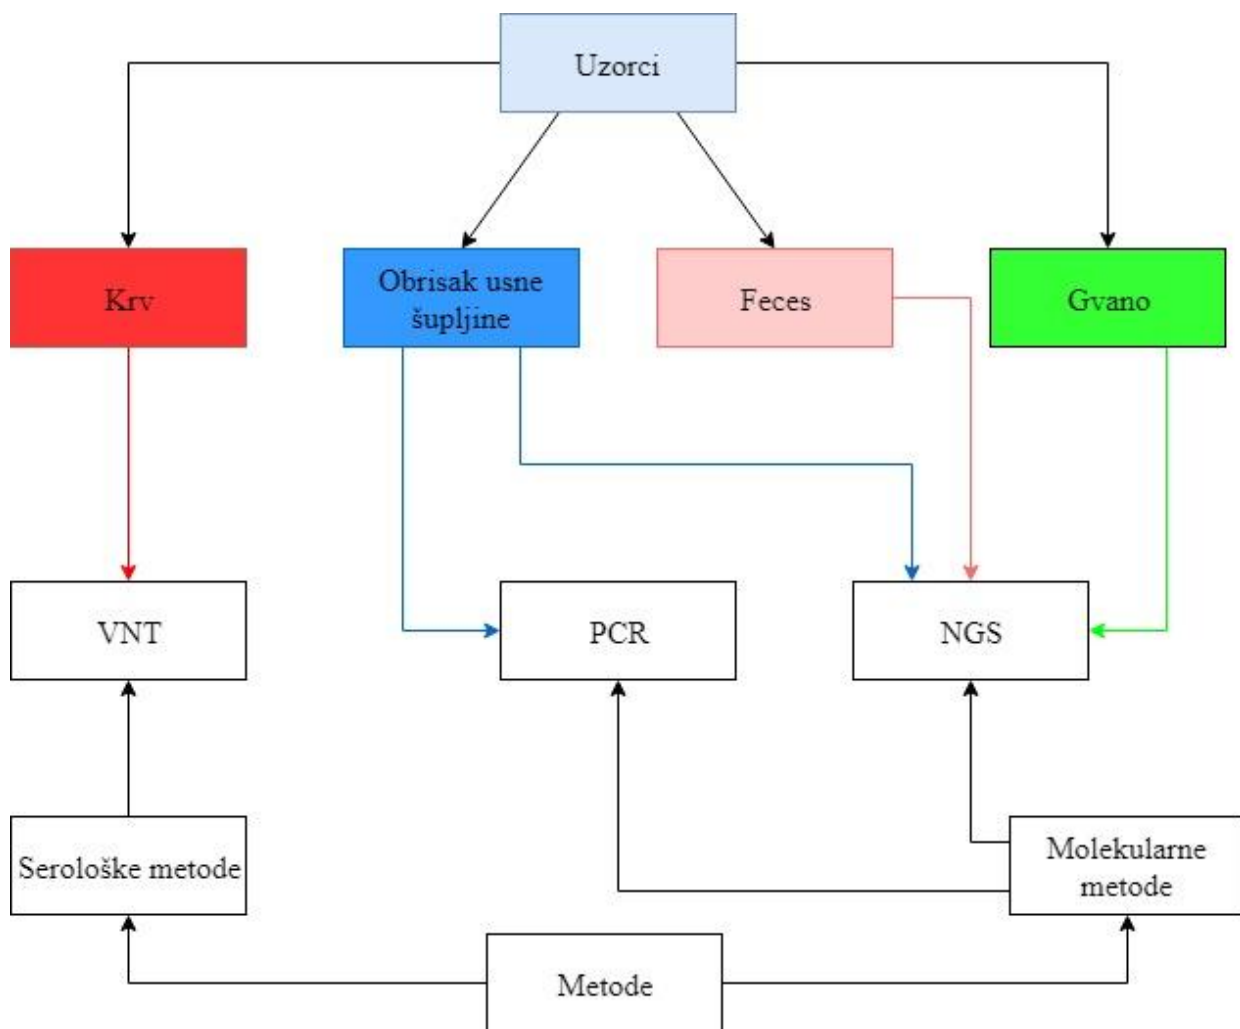 Uzorci
Krv
Obrisak usne
šupljine
Feces
Gvano
VNT
PCR
NGS
Serološke metode
Molekularne
metode
Metode